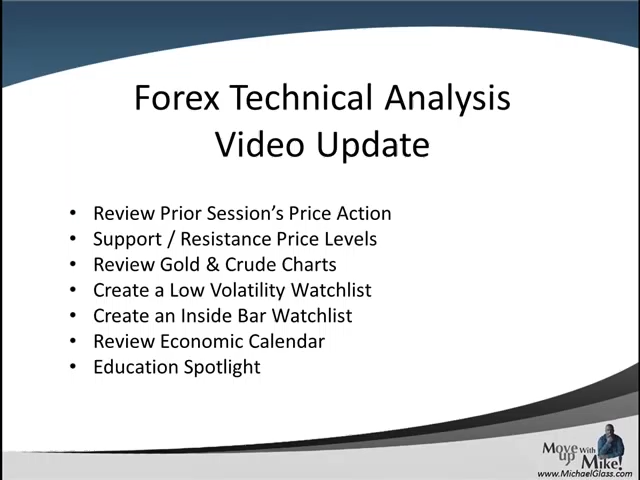 Forex Technical Analysis
Video Update
• Review Prior Session's Price Action
• Support / Resistance Price Levels
• Review Gold & Crude Charts
• Create a Low Volatility Watchlist
• Create an Inside Bar Watchlist
• Review Economic Calendar
• Education Spotlight
Move up With Mike!
www.MichaelGlass.com